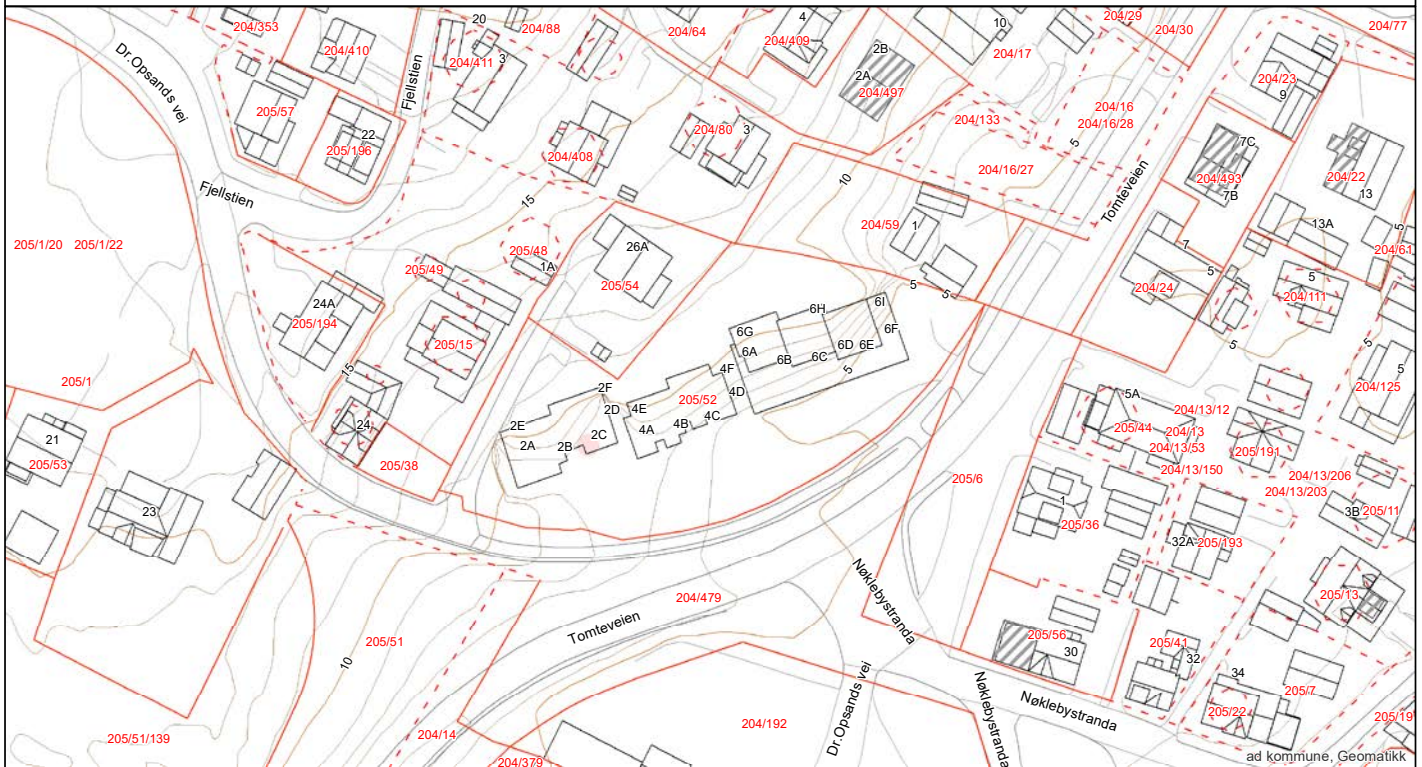 20
4
10
204/29
204/353
204/88
204/64
204/30
204/77
204/410
204/409
2B
204/17
Dr.Opsands vei
204/411
3
Fjellstien
2A
204/497
204/23
9
205/57
22
205/196
204/80
3
204/133
204/16
204/16/28
5
7C
204/408
204/16/27
204/493
7B
204/22
13
Fjellstien
15
10
Tomteveien
205/1/20
205/1/22
204/59
1
13A
5
204/61
205/48
1A
26A
7
205/49
205/54
5
5
5
204/24
5
204/111
24A
205/194
6H
6I
205/15
6G
6F
6A
6B
6C
6D
6E
5
5
5
15
205/1
4F
5
204/125
205/52
4D
2F
2D
4E
4C
4B
4A
5A
204/13/12
21
24
2E
2A
2B
2C
205/44
204/13
204/13/53
205/191
205/53
205/38
204/13/150
204/13/206
205/6
204/13/203
23
1
205/36
3B
205/11
32A
205/193
Nøklebystranda
204/479
205/13
Tomteveien
205/51
10
205/56
30
205/41
32
34
205/7
Dr.Opsands vei
Nøklebystranda
Nøklebystranda
205/22
205/19
204/192
205/51/139
204/14
204/379
ad kommune, Geomatikk